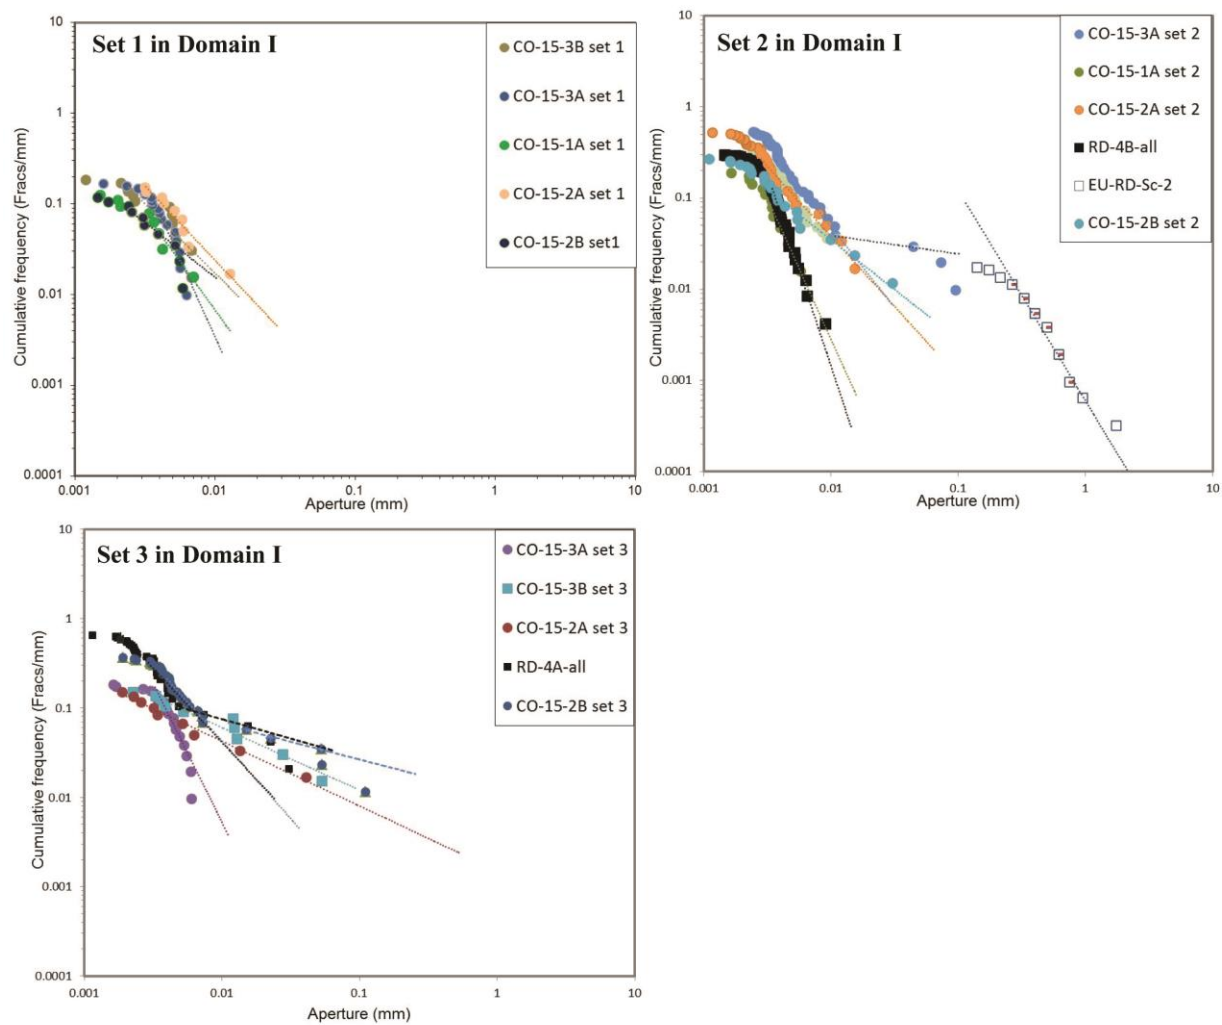 Set 1 in Domain I
CO-15-3B set 1
CO-15-3A set 1
CO-15-1A set 1
CO-15-2A set 1
CO-15-2B set1
Cumulative frequency (Fracs/mm)
10
1
0.1
0.01
0.001
0.0001
0.001
0.01
0.1
1
10
Aperture (mm)
Set 2 in Domain I
CO-15-3A set 2
CO-15-1A set 2
CO-15-2A set 2
RD-4B-all
EU-RD-Sc-2
CO-15-2B set 2
Cumulative frequency (Fracs/mm)
10
1
0.1
0.01
0.001
0.0001
0.001
0.01
0.1
1
10
Aperture (mm)
Set 3 in Domain I
CO-15-3A set 3
CO-15-3B set 3
CO-15-2A set 3
RD-4A-all
CO-15-2B set 3
Cumulative frequency (Fracs/mm)
10
1
0.1
0.01
0.001
0.0001
0.001
0.01
0.1
1
10
Aperture (mm)